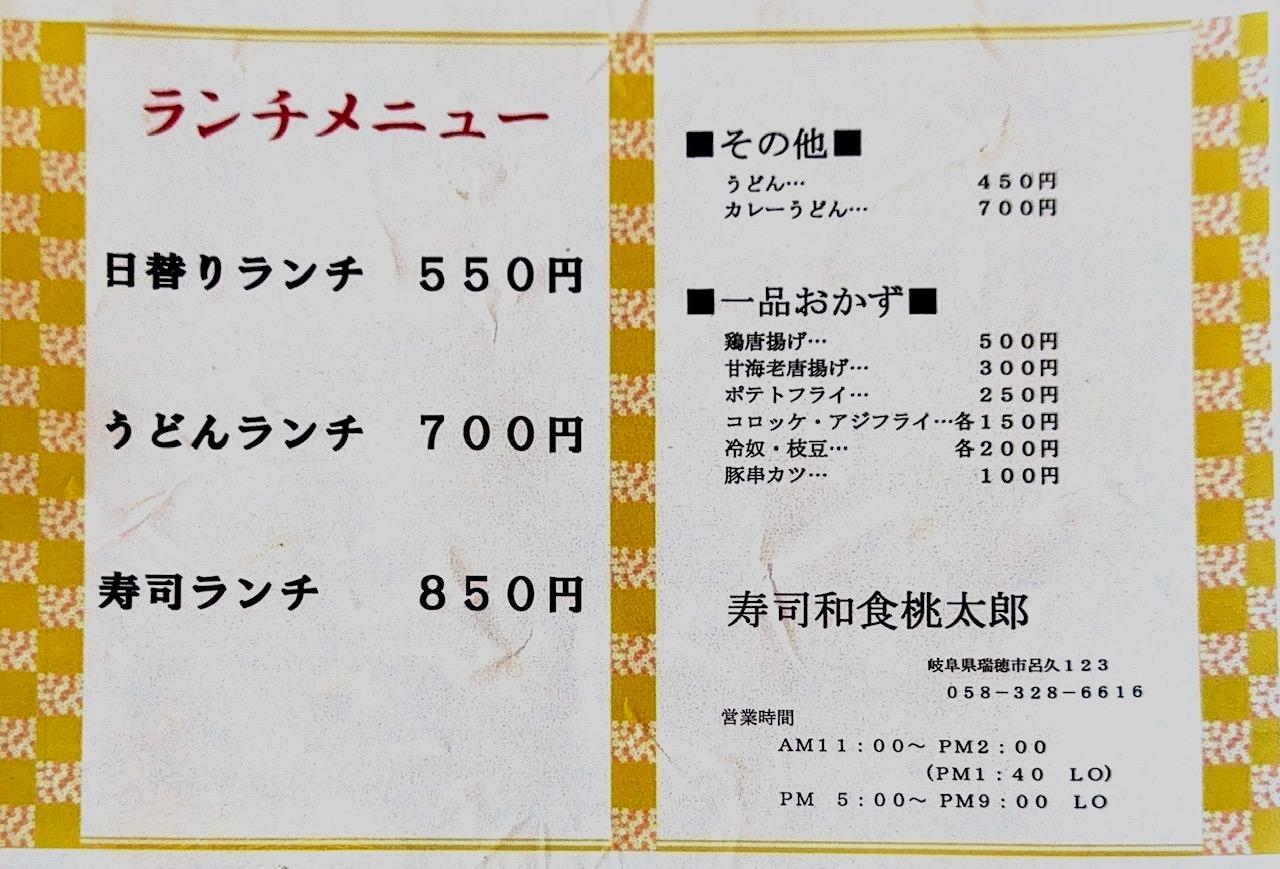 ランチメニュー
日替りランチ　５５０円
うどんランチ　７００円
寿司ランチ　８５０円
■その他■
うどん…　４５０円
カレーうどん…　７００円
■一品おかず■
鶏唐揚げ…　５００円
甘海老唐揚げ…　３００円
ポテトフライ…　２５０円
コロッケ・アジフライ…各１５０円
冷奴・枝豆…　各２００円
豚串カツ…　１００円
寿司和食桃太郎
岐阜県瑞穂市呂久１２３
０５８－３２８－６６１６
営業時間
ＡＭ１１：００～ ＰＭ２：００
（ＰＭ１：４０　ＬＯ）
ＰＭ　５：００～ ＰＭ９：００　ＬＯ